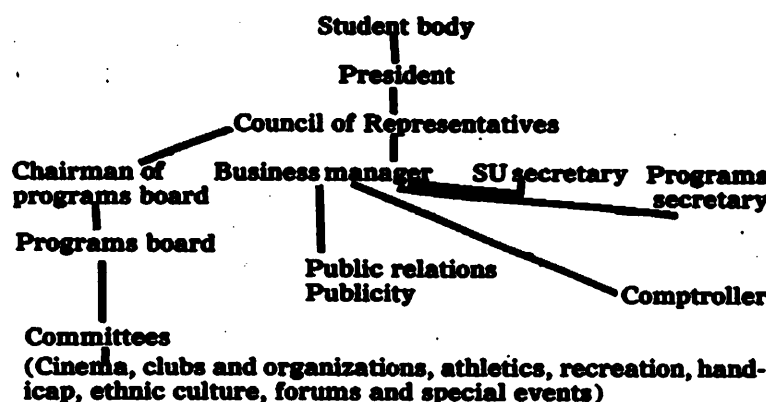 Student body
President
Council of Representatives
Chairman of
programs board
Business manager
SU secretary
Programs
secretary
Programs board
Public relations
Publicity
Comptroller
Committees
(Cinema, clubs and organizations, athletics, recreation, hand-
icap, ethnic culture, forums and special events)